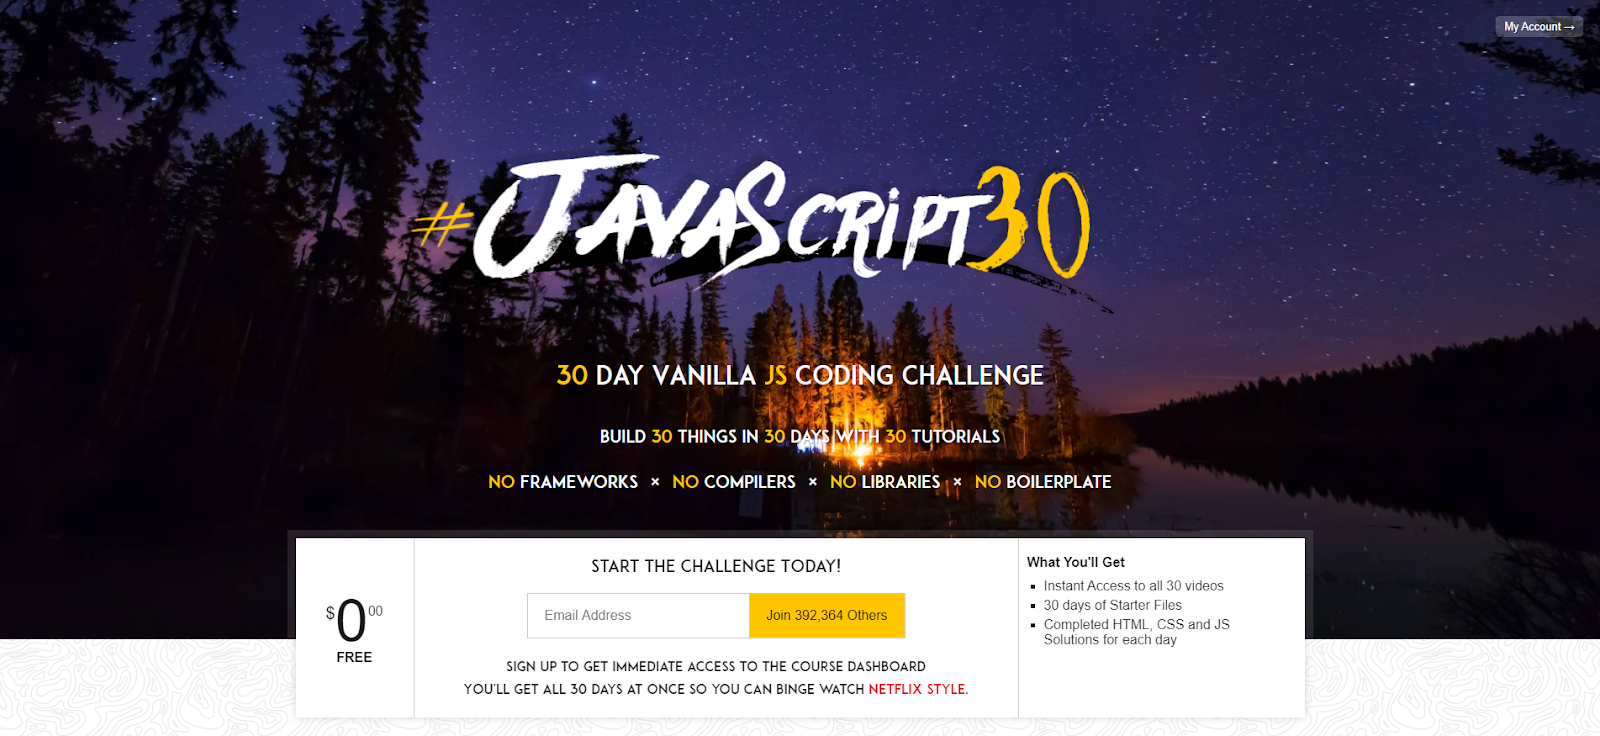 My Account →
#JavaScript30
30 DAY VANILLA JS CODING CHALLENGE
BUILD 30 THINGS IN 30 DAYS WITH 30 TUTORIALS
NO FRAMEWORKS × NO COMPILERS × NO LIBRARIES × NO BOILERPLATE
$0.00
FREE
START THE CHALLENGE TODAY!
Email Address
Join 392,364 Others
SIGN UP TO GET IMMEDIATE ACCESS TO THE COURSE DASHBOARD
YOU'LL GET ALL 30 DAYS AT ONCE SO YOU CAN BINGE WATCH NETFLIX STYLE.
What You'll Get
Instant Access to all 30 videos
30 days of Starter Files
Completed HTML, CSS and JS
Solutions for each day